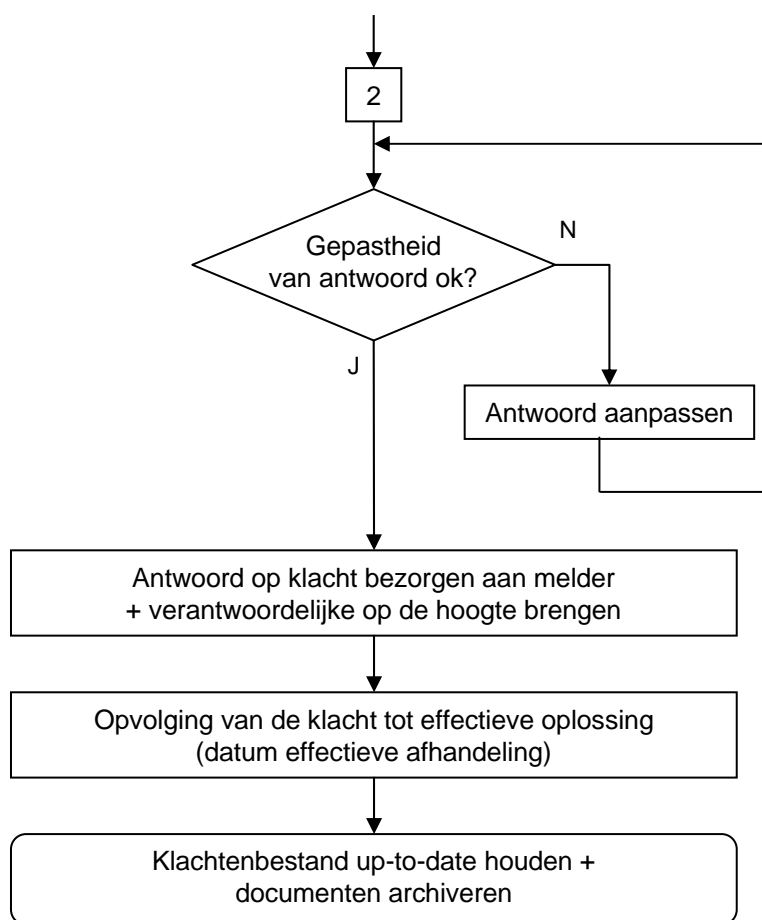 2
Gepastheid
van antwoord ok?
N
J
Antwoord aanpassen
Antwoord op klacht bezorgen aan melder
+ verantwoordelijke op de hoogte brengen
Opvolging van de klacht tot effectieve oplossing
(datum effectieve afhandeling)
Klachtenbestand up-to-date houden +
documenten archiveren